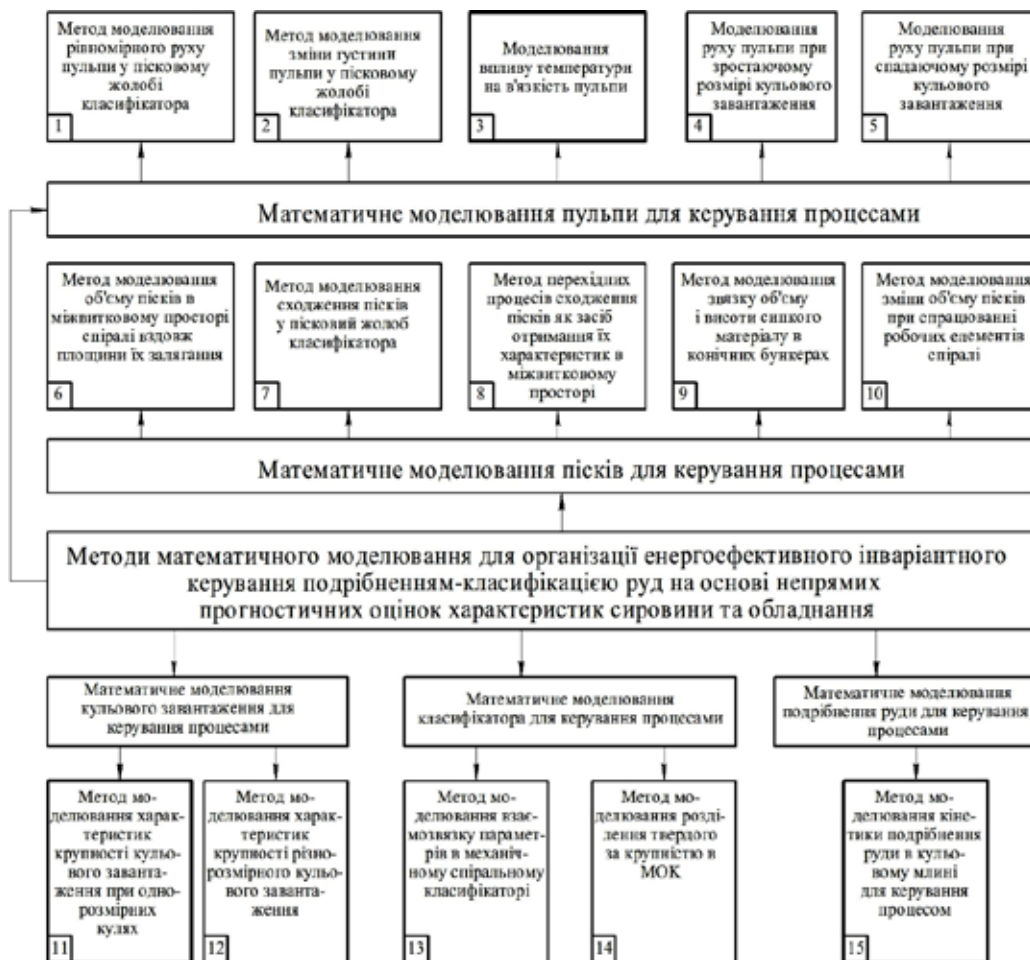 Метод моделювання
рівномірного руху
пульпи у пісковому
жолобі
класифікатора
1
Метод моделювання
зміни густини
пульпи у пісковому
жолобі
класифікатора
2
Моделювання
впливу температури
на в'язкість пульпи
3
Моделювання
руху пульпи при
зростаючому
розмірі кульового
завантаження
4
Моделювання
руху пульпи при
спадаючому розмірі
кульового
завантаження
5
Математичне моделювання пульпи для керування процесами
Метод моделювання
об'єму пісків в
міжвитковому просторі
спіралі вздовж
площини їх залягання
6
Метод моделювання
сходження пісків
у пісковий жолоб
класифікатора
7
Метод перехідних
процесів сходження
пісків як засіб
отримання їх
характеристик в
міжвитковому
просторі
8
Метод моделювання
звязку об'єму
і висоти сипкого
матеріалу в
конічних бункерах
9
Метод моделювання
зміни об'єму пісків
при спрацюванні
робочих елементів
спіралі
10
Математичне моделювання пісків для керування процесами
Методи математичного моделювання для організації енергоефективного інваріантного
керування подрібненням-класифікацією руд на основі непрямих
прогностичних оцінок характеристик сировини та обладнання
Математичне моделювання
кульового завантаження для
керування процесами
Математичне моделювання
класифікатора для керування процесами
Математичне моделювання
подрібнення руди для керування
процесами
Метод мо-
делювання харак-
теристик
крупності кульо-
вого заванта-
ження при одно-
розмірних
кулях
11
Метод мо-
делювання харак-
теристик
крупності різно-
розмірного кульо-
вого заванта-
ження
12
Метод мо-
делювання взає-
мозвязку парамет-
рів в механіч-
ному спіральному
класифікаторі
13
Метод мо-
делювання розді-
лення твердого
за крупністю в
МОК
14
Метод мо-
делювання кіне-
тики подрібнення
руди в кульо-
вому млині
для керування
процесом
15